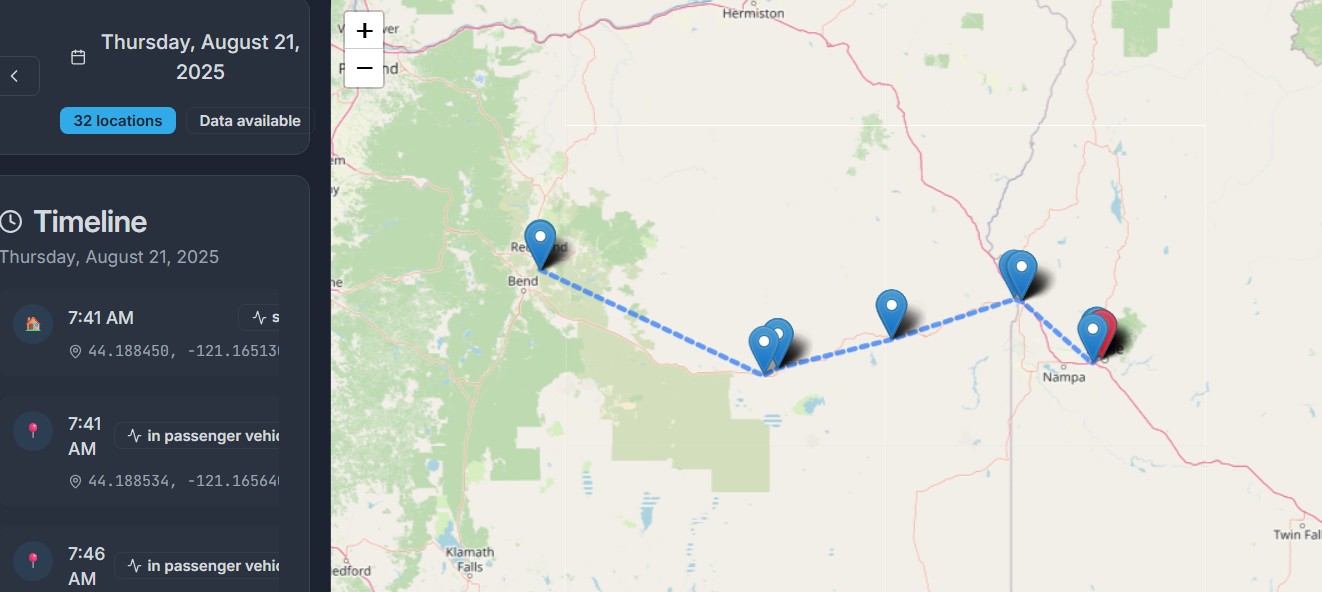 Thursday, August 21,
2025
32 locations
Data available
Timeline
Thursday, August 21, 2025
7:41 AM
44.188450, -121.16513
7:41
AM
in passenger vehic
44.188534, -121.16564
7:46
AM
in passenger vehic
+
−
Hermiston
Bend
Nampa
Klamath
Falls
edford
Twin Fall